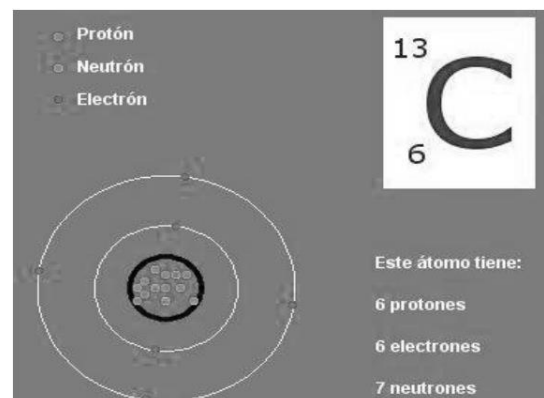 Protón
Neutrón
Electrón
13
C
6
Este átomo tiene:
6 protones
6 electrones
7 neutrones